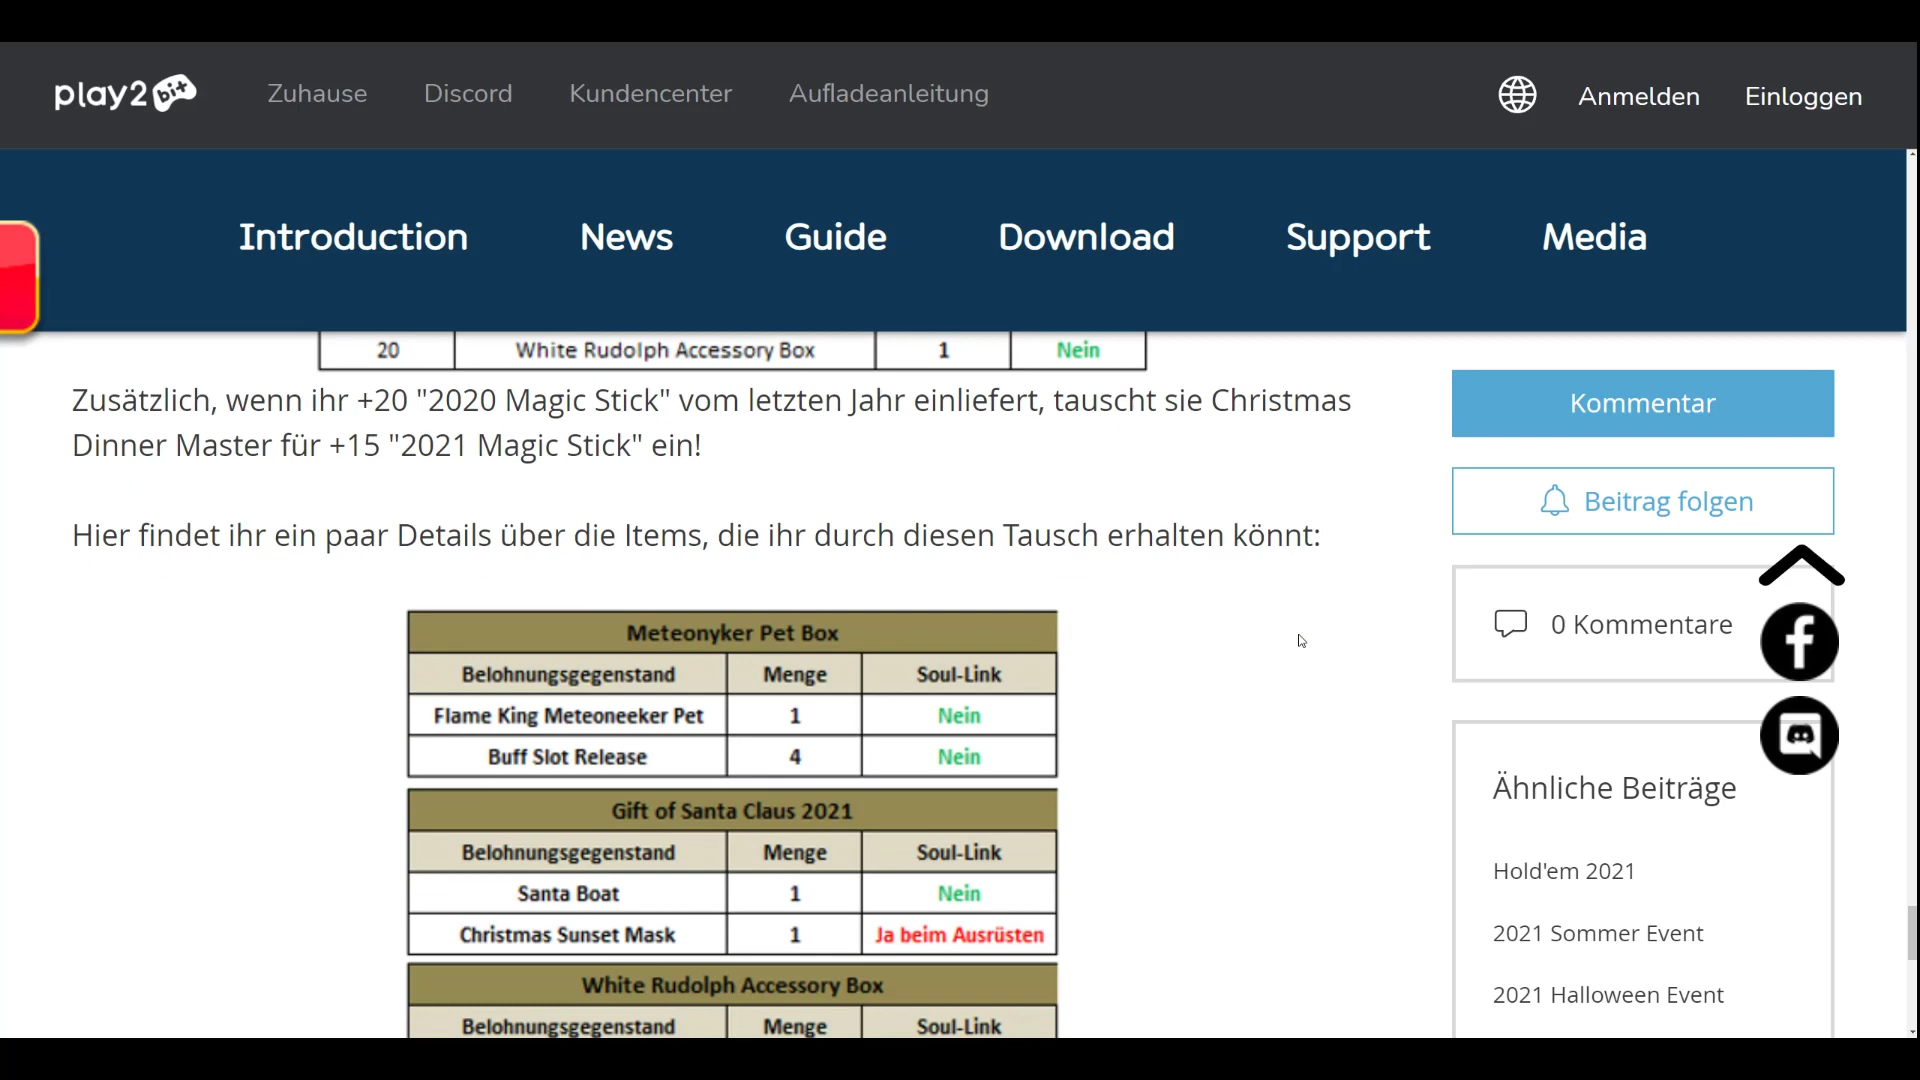 play2bit Zuhause Discord Kundencenter Aufladeanleitung Anmelden Einloggen
Introduction News Guide Download Support Media
20 White Rudolph Accessory Box 1 Nein
Zusätzlich, wenn ihr +20 "2020 Magic Stick" vom letzten Jahr einliefert, tauscht sie Christmas
Dinner Master für +15 "2021 Magic Stick" ein!
Hier findet ihr ein paar Details über die Items, die ihr durch diesen Tausch erhalten könnt:
Meteonyker Pet Box
Belohnungsgegenstand Menge Soul-Link
Flame King Meteoneeker Pet 1 Nein
Buff Slot Release 4 Nein
Gift of Santa Claus 2021
Belohnungsgegenstand Menge Soul-Link
Santa Boat 1 Nein
Christmas Sunset Mask 1 Ja beim Ausrüsten
White Rudolph Accessory Box
Belohnungsgegenstand Menge Soul-Link
Kommentar
Beitrag folgen
0 Kommentare
Ähnliche Beiträge
Hold'em 2021
2021 Sommer Event
2021 Halloween Event